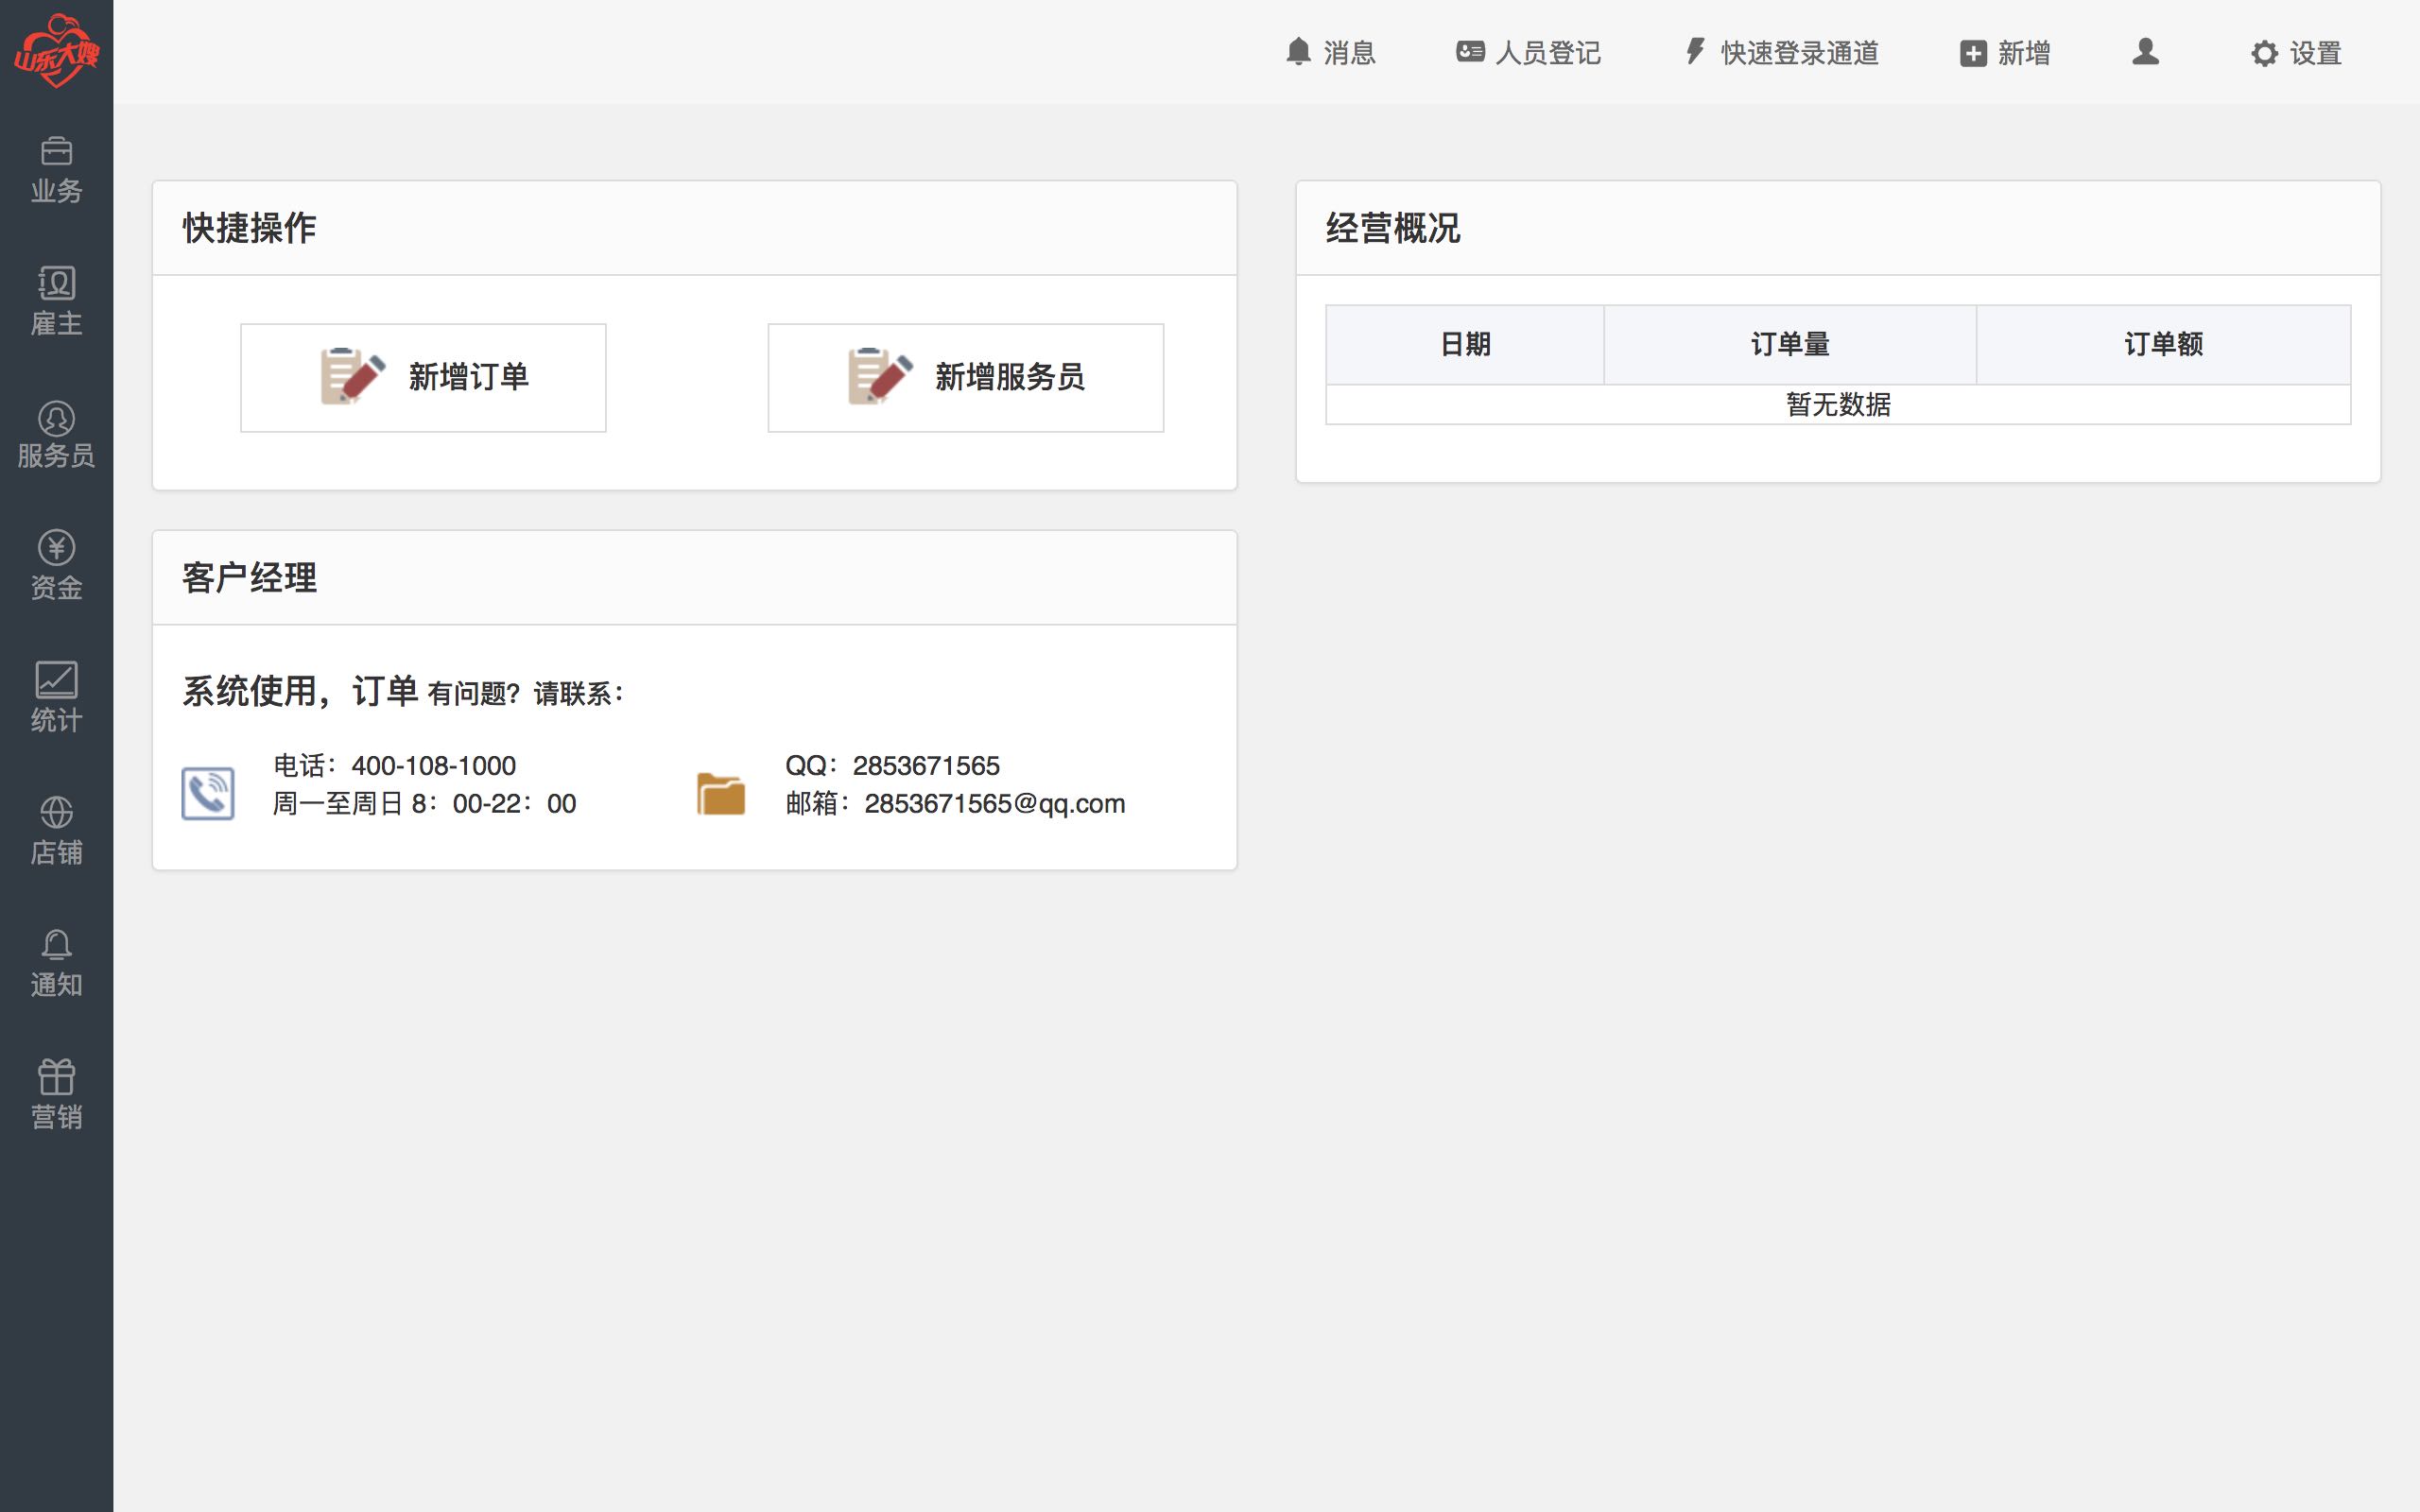 山东大嫂
消息
人员登记
快速登录通道
新增
设置
业务
雇主
服务员
资金
统计
店铺
通知
营销
快捷操作
新增订单
新增服务员
经营概况
日期 订单量 订单额
暂无数据
客户经理
系统使用，订单 有问题？请联系：
电话：400-108-1000
周一至周日 8：00-22：00
QQ：2853671565
邮箱：2853671565@qq.com